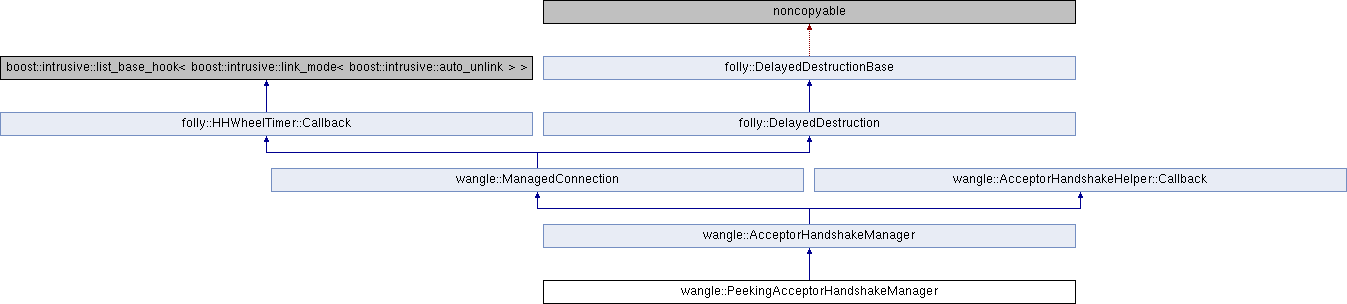 noncopyable
boost::intrusive::list_base_hook< boost::intrusive::link_mode< boost::intrusive::auto_unlink > >
folly::DelayedDestructionBase
folly::HHWheelTimer::Callback
folly::DelayedDestruction
wangle::ManagedConnection
wangle::AcceptorHandshakeHelper::Callback
wangle::AcceptorHandshakeManager
wangle::PeekingAcceptorHandshakeManager